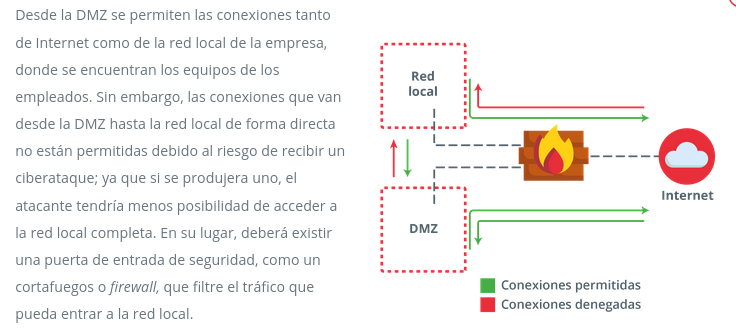 Desde la DMZ se permiten las conexiones tanto
de Internet como de la red local de la empresa,
donde se encuentran los equipos de los
empleados. Sin embargo, las conexiones que van
desde la DMZ hasta la red local de forma directa
no están permitidas debido al riesgo de recibir un
ciberataque; ya que si se produjera uno, el
atacante tendría menos posibilidad de acceder a
la red local completa. En su lugar, deberá existir
una puerta de entrada de seguridad, como un
cortafuegos o firewall, que filtre el tráfico que
pueda entrar a la red local.
Red
local
Internet
DMZ
Conexiones permitidas
Conexiones denegadas